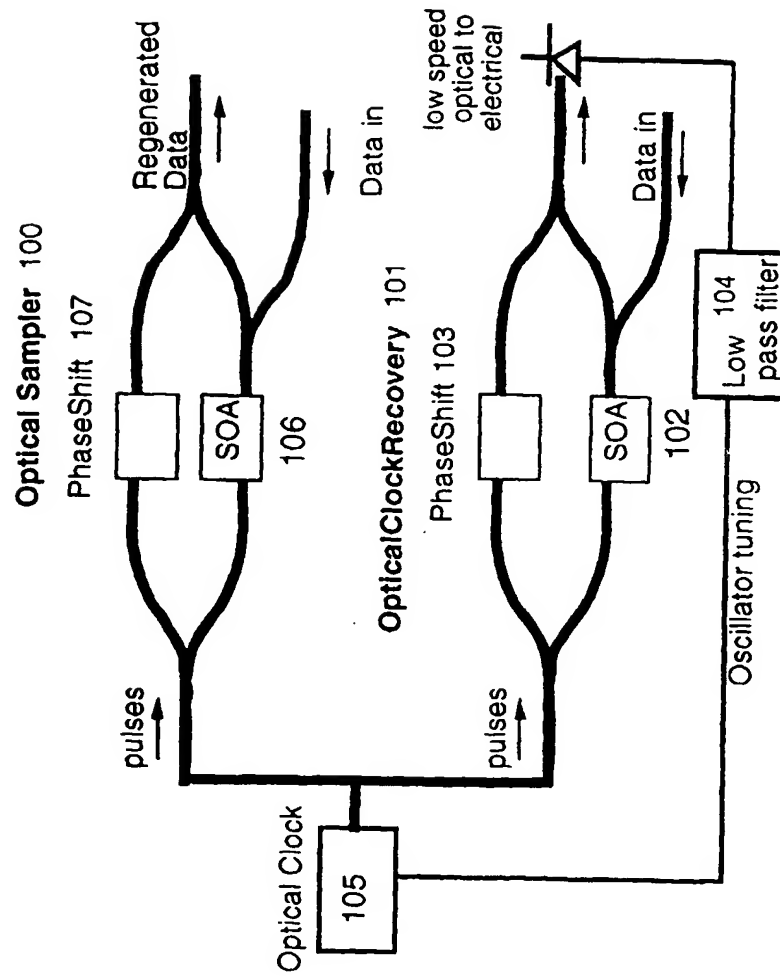 Optical Sampler 100
PhaseShift 107
Regenerated
Data
pulses
SOA
106
Data in
Optical Clock
105
OpticalClockRecovery 101
PhaseShift 103
low speed
optical to
electrical
pulses
SOA
102
Data in
Low 104
pass filter
Oscillator tuning